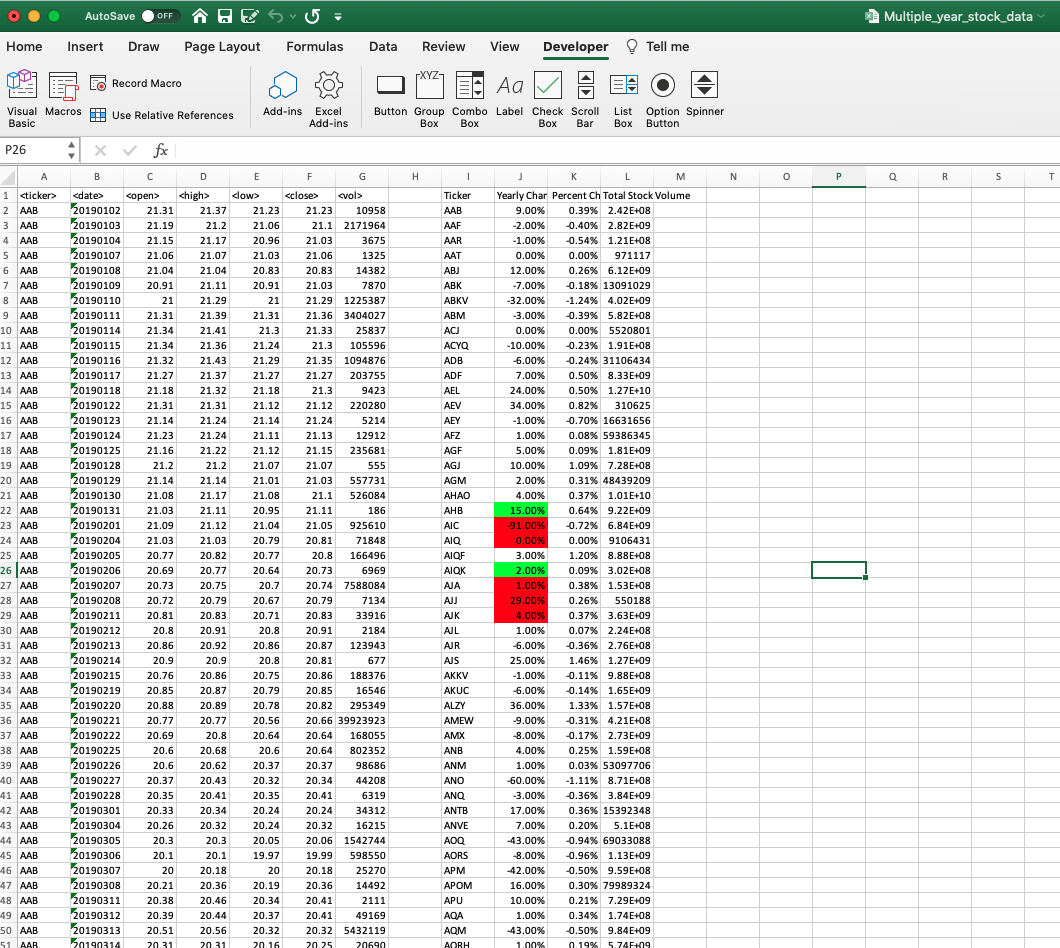 AutoSave OFF Multiple_year_stock_data
Home Insert Draw Page Layout Formulas Data Review View Developer Tell me
Visual Basic Macros Record Macro Use Relative References Add-ins Excel Add-ins Button Group Box Combo Box Label Check Box Scroll Bar List Box Option Button Spinner
XYZ Aa
P26 fx
A B C D E F G H I J K L M N O P Q R S T
1 <ticker> <date> <open> <high> <low> <close> <vol> Ticker Yearly Char Percent Ch Total Stock Volume
2 AAB 20190102 21.31 21.37 21.23 21.23 10958 AAB 9.00% 0.39% 2.42E+08
3 AAB 20190103 21.19 21.2 21.06 21.1 2171964 AAF -2.00% -0.40% 2.82E+09
4 AAB 20190104 21.15 21.17 20.96 21.03 3675 AAR -1.00% -0.54% 1.21E+08
5 AAB 20190107 21.06 21.07 21.03 21.06 1325 AAT 0.00% 0.00% 971117
6 AAB 20190108 21.04 21.04 20.83 20.83 14382 ABJ 12.00% 0.26% 6.12E+09
7 AAB 20190109 20.91 21.11 20.91 21.03 7870 ABK -7.00% -0.18% 13091029
8 AAB 20190110 21 21.29 21 21.29 1225387 ABKV -32.00% -1.24% 4.02E+09
9 AAB 20190111 21.31 21.39 21.31 21.36 3404027 ABM -3.00% -0.39% 5.82E+09
10 AAB 20190114 21.34 21.41 21.3 21.33 25837 ACJ 0.00% 0.00% 5520801
11 AAB 20190115 21.34 21.36 21.24 21.3 105596 ACYQ -10.00% -0.23% 1.91E+08
12 AAB 20190116 21.32 21.43 21.29 21.35 1094876 ADB -6.00% -0.24% 31106434
13 AAB 20190117 21.27 21.37 21.27 21.27 203755 ADF 7.00% 0.50% 8.33E+09
14 AAB 20190118 21.18 21.32 21.18 21.3 9423 AEL 24.00% 0.50% 1.27E+10
15 AAB 20190122 21.31 21.31 21.12 21.12 220280 AEV 34.00% 0.82% 310625
16 AAB 20190123 21.14 21.24 21.14 21.24 5214 AEY -1.00% -0.70% 16631656
17 AAB 20190124 21.23 21.24 21.11 21.13 12912 AFZ 1.00% 0.08% 59386345
18 AAB 20190125 21.16 21.22 21.12 21.15 235681 AGF 5.00% 0.09% 1.81E+09
19 AAB 20190128 21.2 21.2 21.07 21.07 555 AGJ 10.00% 1.09% 7.28E+08
20 AAB 20190129 21.14 21.14 21.01 21.03 557731 AGM 2.00% 0.31% 48439209
21 AAB 20190130 21.08 21.17 21.08 21.1 526084 AHAO 4.00% 0.37% 1.01E+10
22 AAB 20190131 21.03 21.11 20.95 21.11 186 AHB 15.00% 0.64% 9.22E+09
23 AAB 20190201 21.09 21.12 21.04 21.05 925610 AIC -91.00% -0.72% 6.84E+09
24 AAB 20190204 21.03 21.03 20.79 20.81 71848 AIQ 0.00% 0.00% 9106431
25 AAB 20190205 20.77 20.82 20.77 20.8 166496 AIQF 3.00% 1.20% 8.88E+08
26 AAB 20190206 20.69 20.77 20.64 20.73 6969 AIQK 2.00% 0.09% 3.02E+08
27 AAB 20190207 20.73 20.75 20.7 20.74 7588084 AJA 1.00% 0.38% 1.53E+08
28 AAB 20190208 20.72 20.79 20.67 20.79 7134 AJJ 29.00% 0.26% 550188
29 AAB 20190211 20.81 20.83 20.71 20.83 33916 AJK 4.00% 0.37% 3.63E+09
30 AAB 20190212 20.8 20.91 20.8 20.91 2184 AJL 1.00% 0.07% 2.24E+08
31 AAB 20190213 20.86 20.92 20.86 20.87 123943 AJR -6.00% -0.36% 2.76E+08
32 AAB 20190214 20.9 20.9 20.8 20.81 677 AJS 25.00% 1.46% 1.27E+09
33 AAB 20190215 20.76 20.86 20.75 20.86 188376 AKKV -1.00% -0.11% 9.88E+08
34 AAB 20190219 20.85 20.87 20.79 20.85 16546 AKUC -6.00% -0.14% 1.65E+09
35 AAB 20190220 20.88 20.89 20.78 20.82 295349 ALZY 36.00% 1.33% 1.57E+08
36 AAB 20190221 20.77 20.77 20.56 20.66 39923923 AMEW -9.00% -0.31% 4.21E+08
37 AAB 20190222 20.69 20.8 20.64 20.64 168055 AMX -8.00% -0.17% 2.73E+09
38 AAB 20190225 20.6 20.68 20.6 20.64 802352 ANB 4.00% 0.25% 1.59E+08
39 AAB 20190226 20.6 20.62 20.37 20.37 98686 ANM 1.00% 0.03% 53097706
40 AAB 20190227 20.37 20.43 20.32 20.34 44208 ANO -60.00% -1.11% 8.71E+08
41 AAB 20190228 20.35 20.41 20.35 20.41 6319 ANQ -3.00% -0.36% 3.84E+09
42 AAB 20190301 20.33 20.34 20.24 20.24 34312 ANTB 17.00% 0.36% 15392348
43 AAB 20190304 20.26 20.32 20.24 20.32 16215 ANVE 7.00% 0.20% 5.1E+08
44 AAB 20190305 20.3 20.3 20.05 20.06 1542744 AOQ -43.00% -0.94% 69033088
45 AAB 20190306 20.1 20.1 19.97 19.99 598550 AORS -8.00% -0.96% 1.13E+09
46 AAB 20190307 20 20.18 20 20.18 25270 APM -42.00% -0.50% 9.59E+08
47 AAB 20190308 20.21 20.36 20.19 20.36 14492 APOM 16.00% 0.30% 79989324
48 AAB 20190311 20.38 20.46 20.34 20.41 2111 APU 10.00% 0.21% 7.29E+09
49 AAB 20190312 20.39 20.44 20.37 20.41 49169 AQA 1.00% 0.34% 1.74E+08
50 AAB 20190313 20.51 20.56 20.32 20.32 5432119 AQM -43.00% -0.50% 9.84E+09
51 AAB 20190314 20.31 20.31 20.16 20.25 20690 AQRH 1.00% 0.19% 5.74E+09